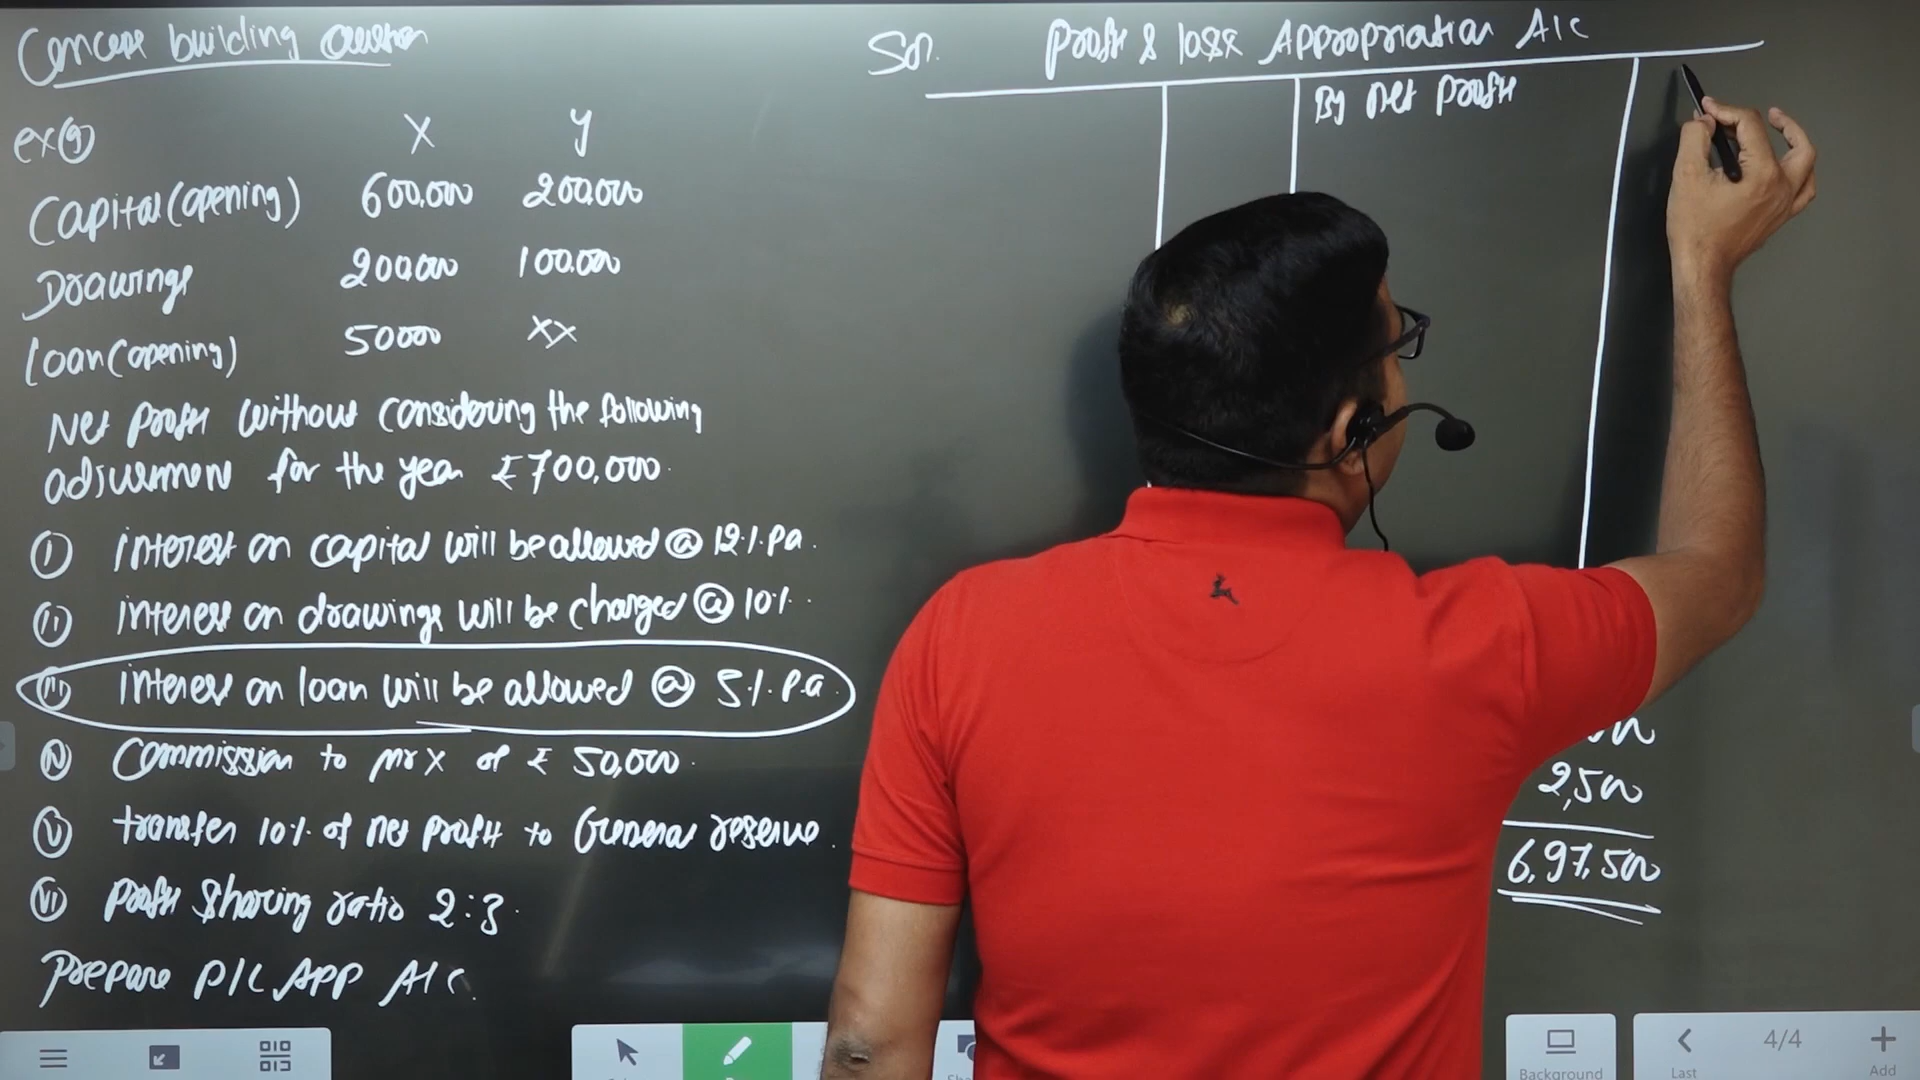 Concept building Question
ex(9)
X y
Capital (opening) 600,000 200,000
Drawings 200,000 100,000
loan (opening) 50000 XX
Net profit without considering the following
adjustment for the year ₹700,000.
(I) interest on capital will be allowed @ 12% Pa.
(II) interest on drawings will be charged @ 10%.
(III) interest on loan will be allowed @ 5% P.a.
(IV) Commission to Mr X of ₹ 50,000.
(V) transfer 10% of net profit to General reserve.
(VI) Profit sharing ratio 2:3.
Prepare P/L APP A/C.
Sol. Profit & loss Appropriation A/C
By Net Profit
2,500
6,97,500
Background
Last
4/4
Add